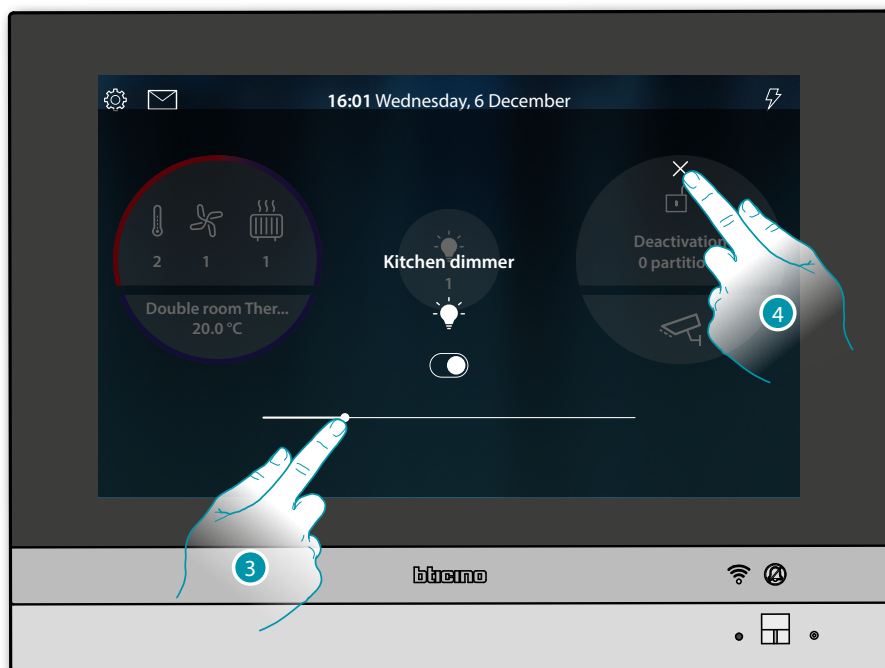 16:01 Wednesday, 6 December
2 1 1
Double room Ther...
20.0 °C
Kitchen dimmer
1
Deactivation
0 partitio
4
3
bticino